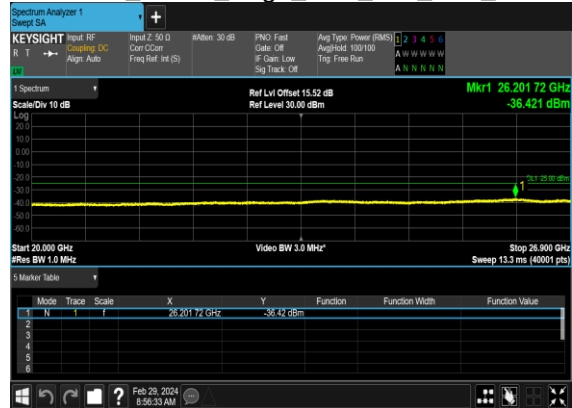 Spectrum Analyzer 1
Swept SA
KEYSIGHT Input: RF Input Z: 50 Ω #Atten: 30 dB PNO: Fast Avg Type: Power (RMS) 1 2 3 4 5 6
R T Coupling: DC Corr CCorr Gate: Off Avg|Hold: 100/100 A W W W W W
Align: Auto Freq Ref: Int (S) IF Gain: Low Trig: Free Run
Sig Track: Off A N N N N N
1 Spectrum Ref Lvl Offset 15.52 dB Mkr1 26.201 72 GHz
Scale/Div 10 dB Ref Level 30.00 dBm -36.421 dBm
Log
20.0
10.0
0.00
-10.0
-20.0
-30.0
-40.0
-50.0
-60.0
DL1 -25.00 dBm
1
Start 20.000 GHz Video BW 3.0 MHz* Stop 26.900 GHz
#Res BW 1.0 MHz Sweep 13.3 ms (40001 pts)
5 Marker Table
Mode Trace Scale X Y Function Function Width Function Value
1 N 1 f 26.201 72 GHz -36.42 dBm
2
3
4
5
6
? Feb 29, 2024
8:56:33 AM